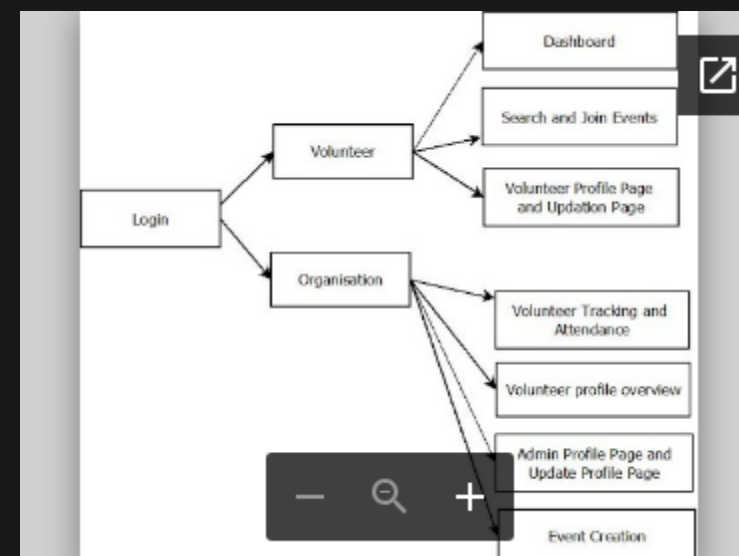 Dashboard
Search and Join Events
Volunteer
Volunteer Profile Page
and Updation Page
Login
Organisation
Volunteer Tracking and
Attendance
Volunteer profile overview
Admin Profile Page and
Update Profile Page
Event Creation